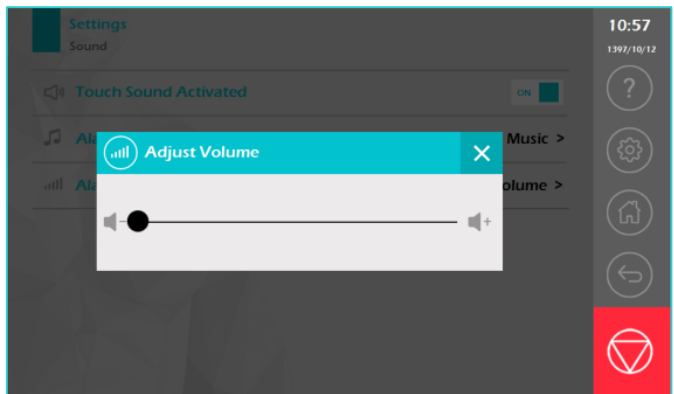 Settings
Sound
10:57
1397/10/12
Touch Sound Activated
ON
Music >
Adjust Volume
olume >